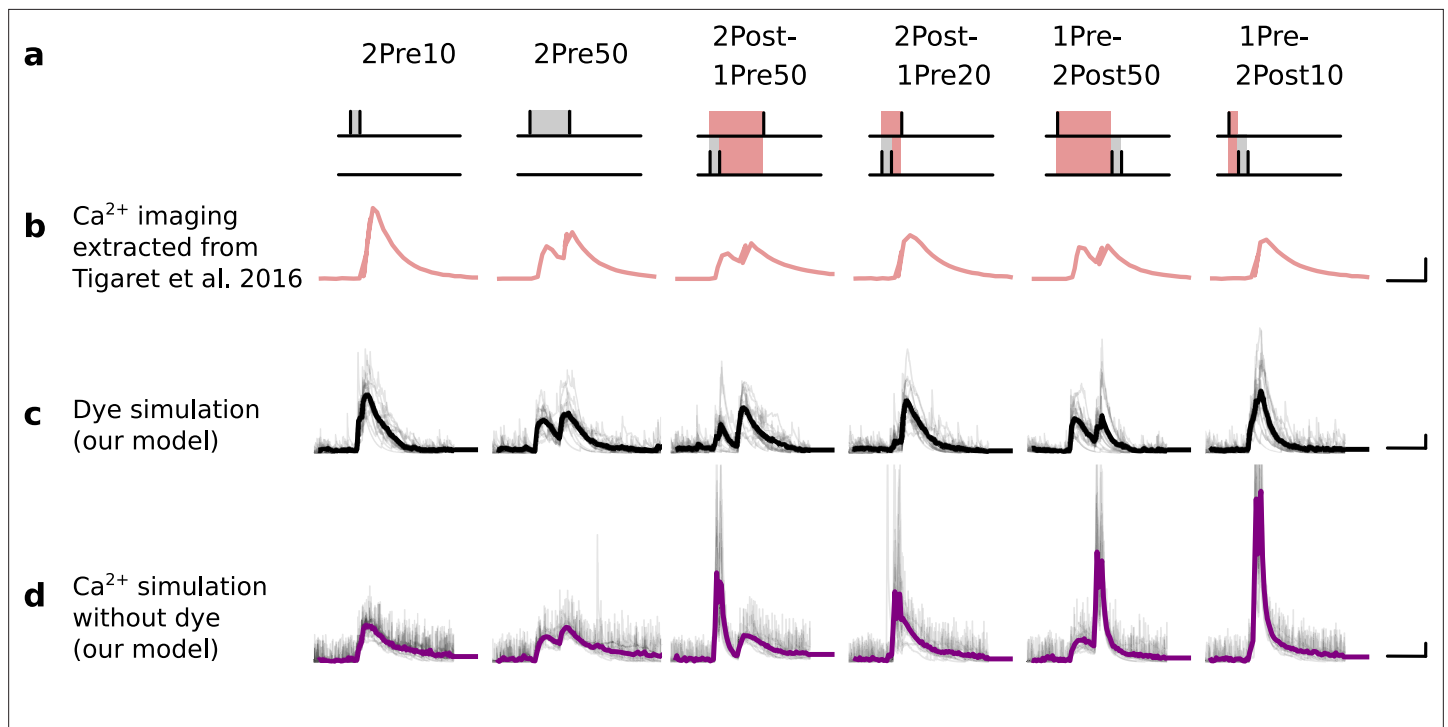 a
2Pre10
2Pre50
2Post-
1Pre50
2Post-
1Pre20
1Pre-
2Post50
1Pre-
2Post10
b
Ca²⁺ imaging
extracted from
Tigaret et al. 2016
c
Dye simulation
(our model)
d
Ca²⁺ simulation
without dye
(our model)